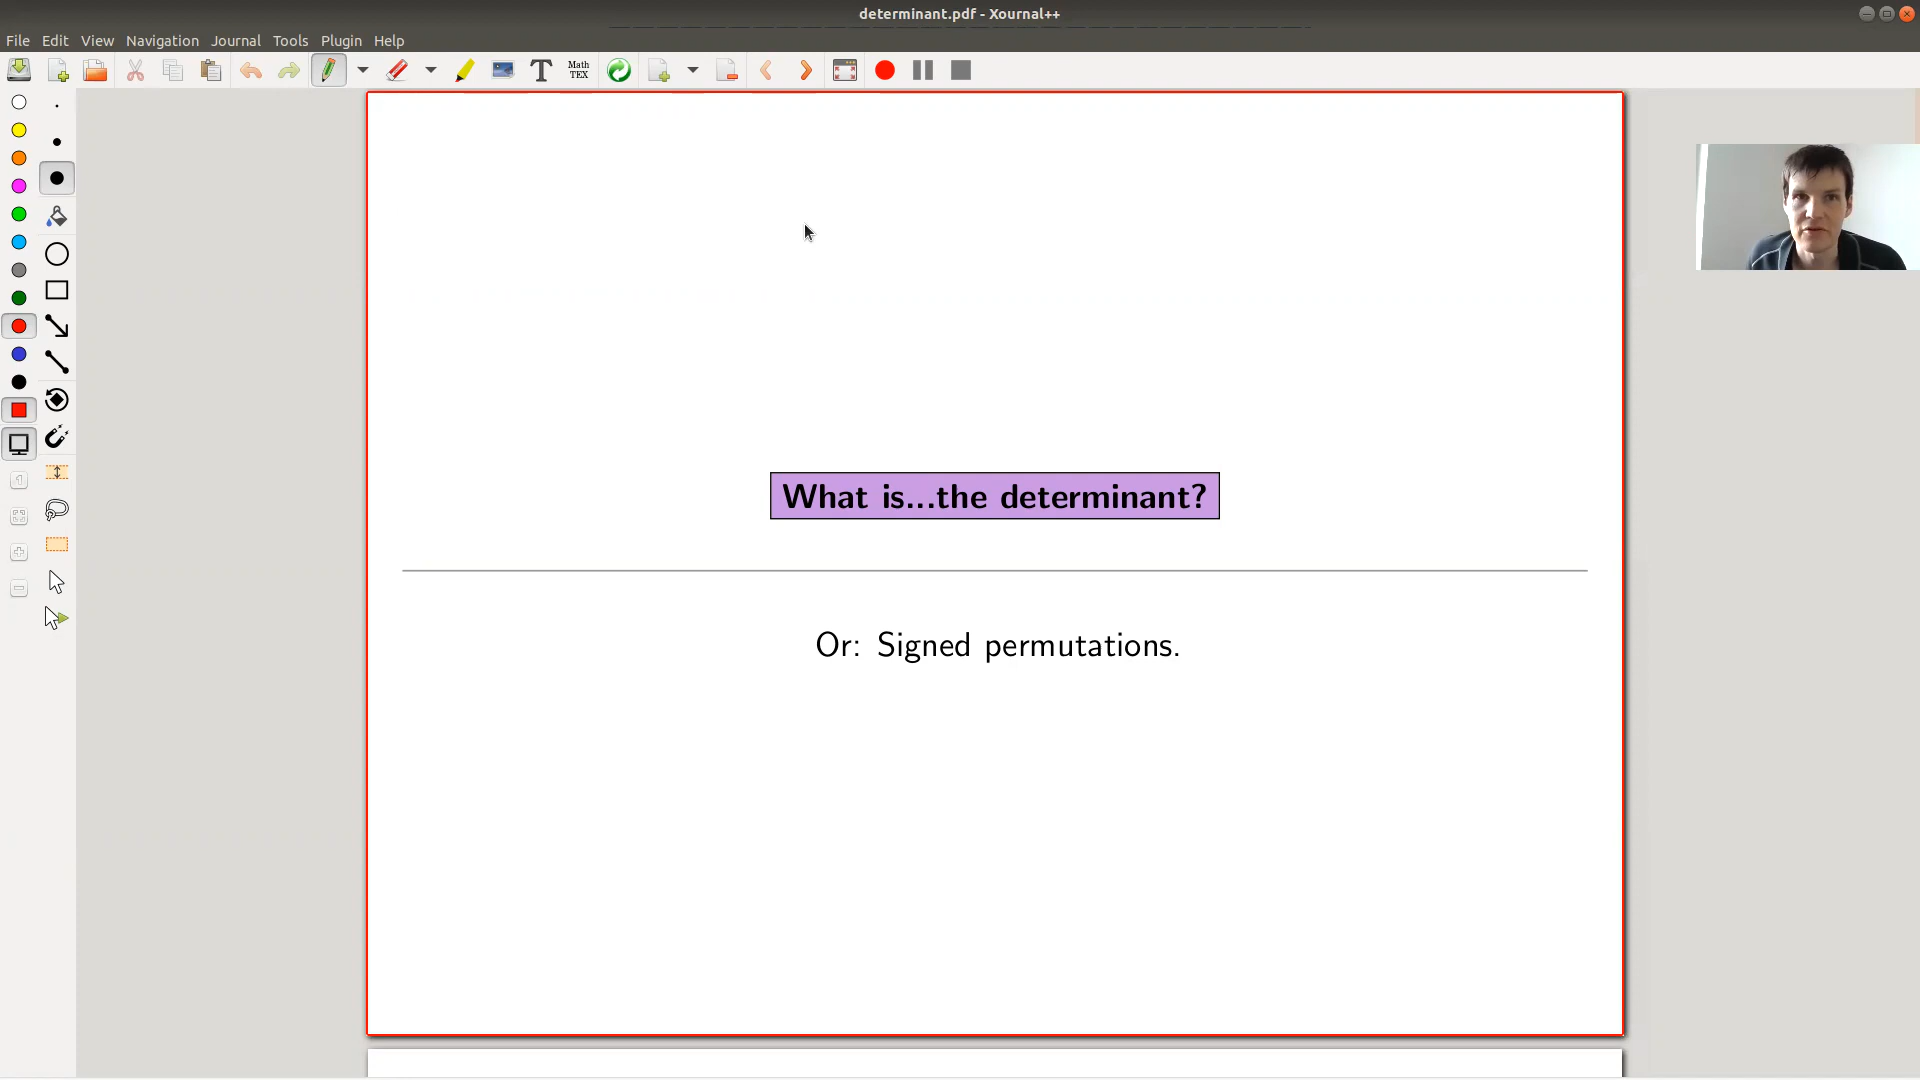 determinant.pdf - Xournal++
File Edit View Navigation Journal Tools Plugin Help
Math
TEX
What is...the determinant?
Or: Signed permutations.